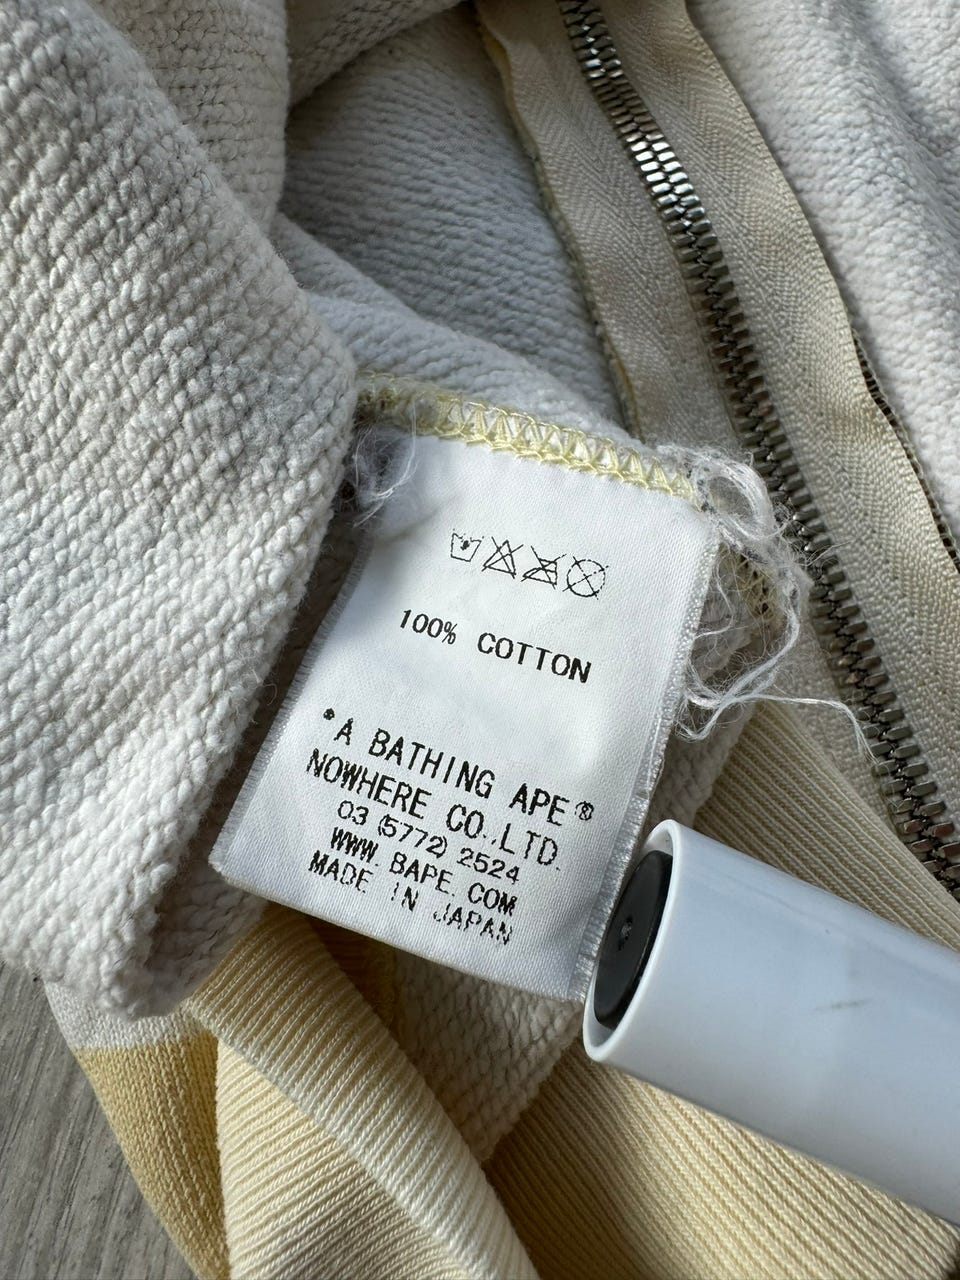 100% COTTON
*A BATHING APE®
NOWHERE CO.,LTD.
03 (5772) 2524
WWW. BAPE. COM
MADE IN JAPAN